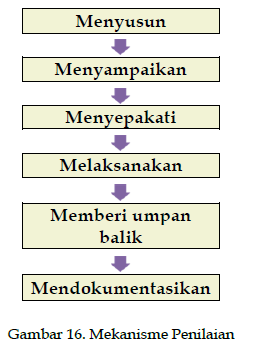 Menyusun
Menyampaikan
Menyepakati
Melaksanakan
Memberi umpan
balik
Mendokumentasikan
Gambar 16. Mekanisme Penilaian